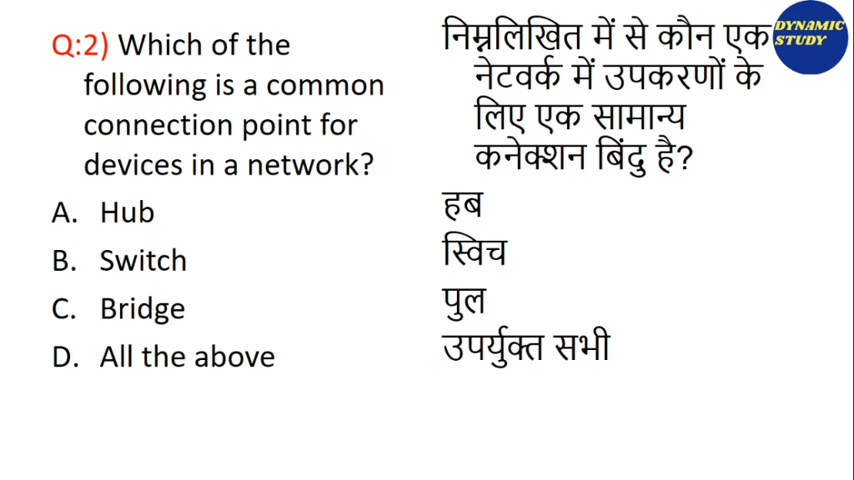 Q:2) Which of the
following is a common
connection point for
devices in a network?
A. Hub
B. Switch
C. Bridge
D. All the above
निम्नलिखित में से कौन एक
नेटवर्क में उपकरणों के
लिए एक सामान्य
कनेक्शन बिंदु है?
हब
स्विच
पुल
उपर्युक्त सभी
DYNAMIC
STUDY